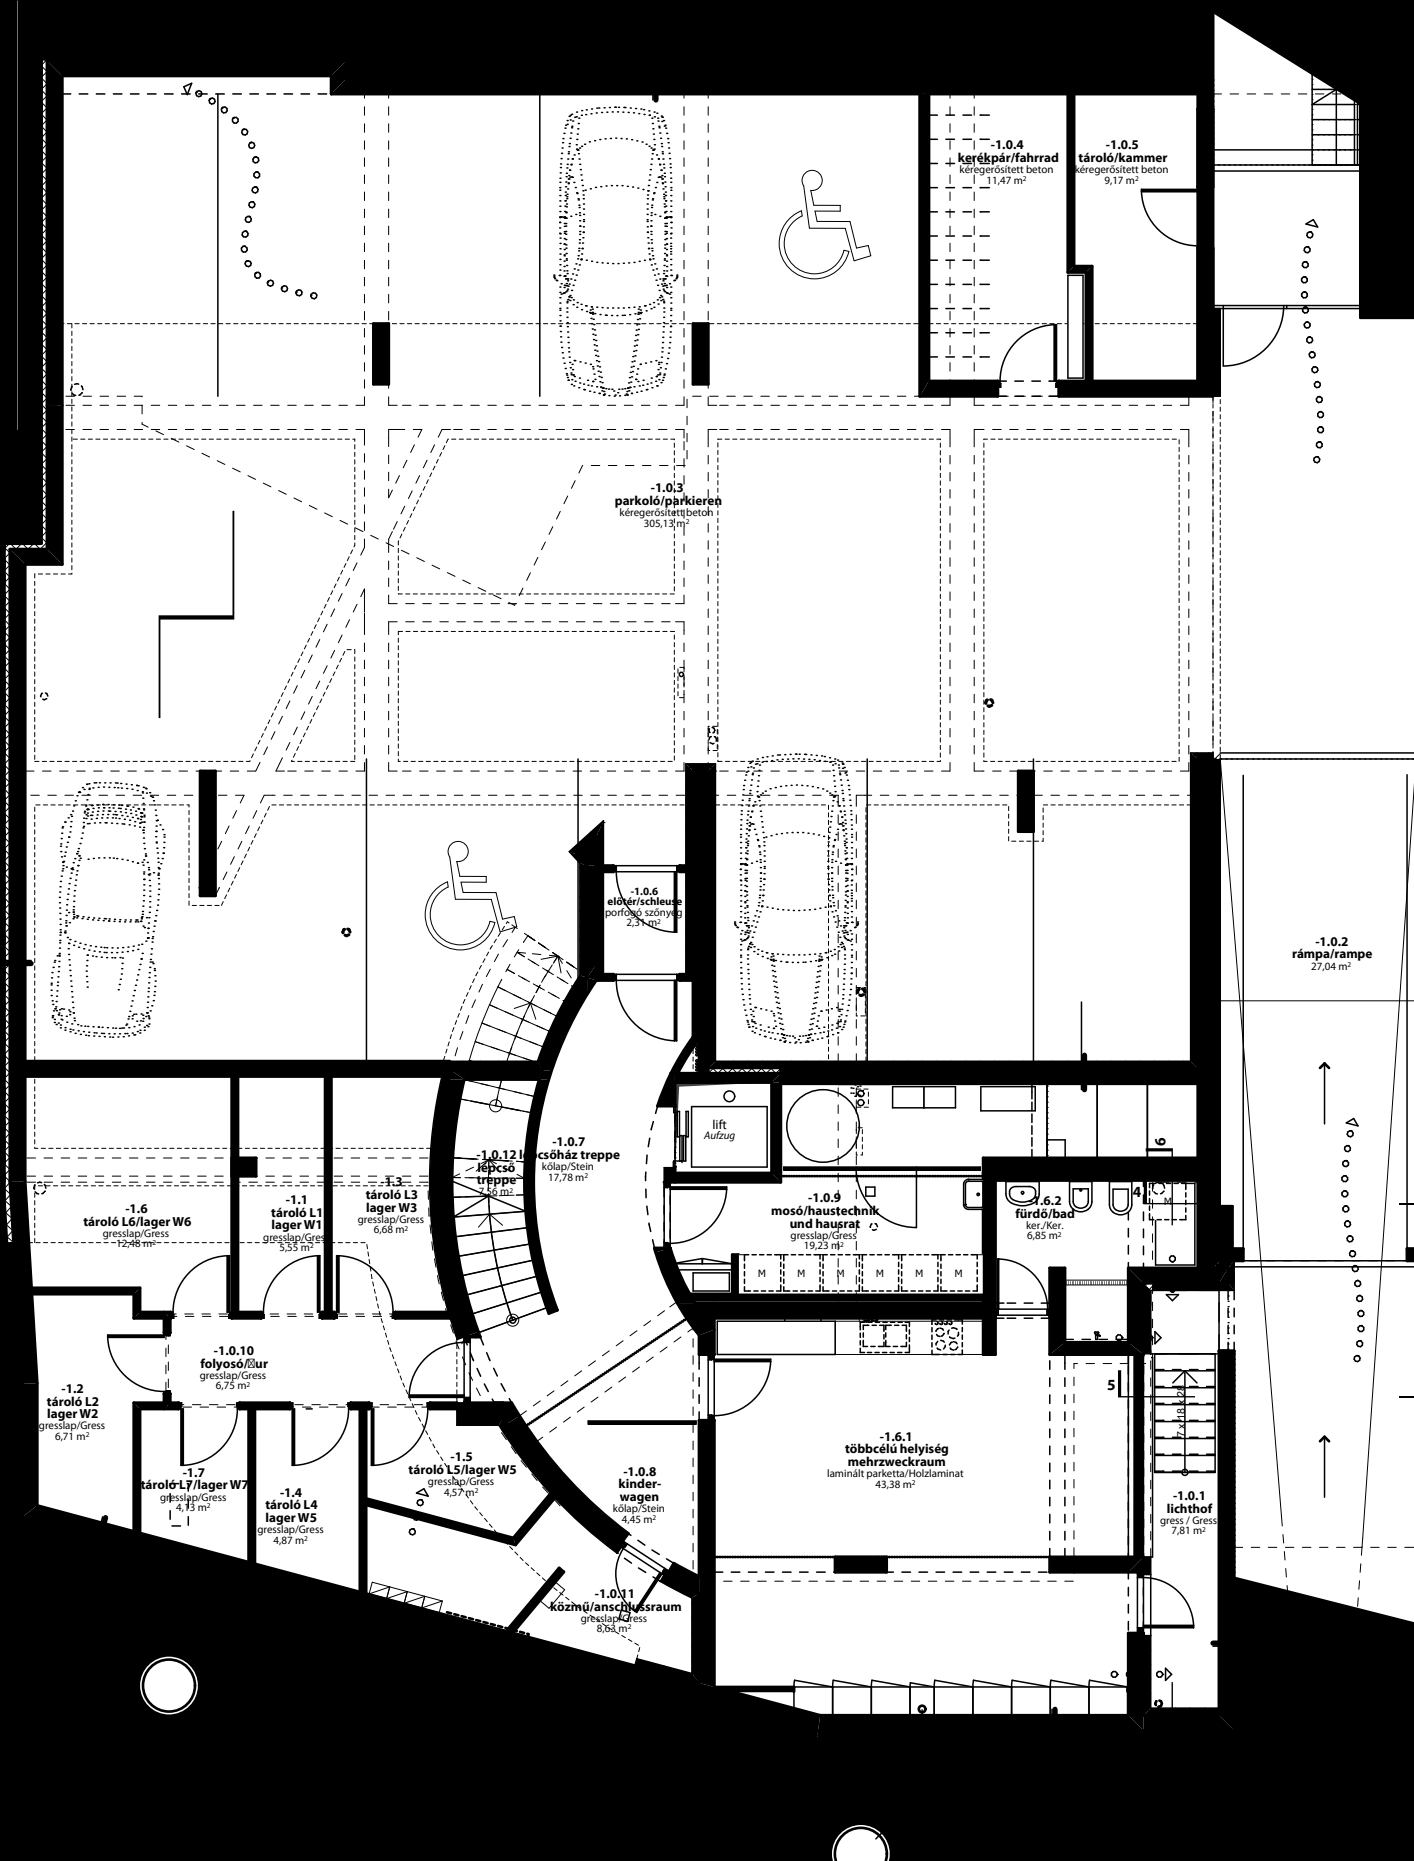 -1.0.4
kerékpár/fahrrad
kéregerősített beton
11,47 m²
-1.0.5
tároló/kammer
kéregerősített beton
9,17 m²
-1.0.3
parkoló/parkieren
kéregerősített beton
305,13 m²
-1.0.6
előtér/schleuse
porfogó szőnyeg
2,31 m²
-1.0.2
rámpa/rampe
27,04 m²
lift
Aufzug
-1.0.7
lépcsőház treppe
kőlap/Stein
17,78 m²
-1.0.12
lépcső
treppe
7,56 m²
-1.3
tároló L3
lager W3
gresslap/Gress
6,68 m²
-1.1
tároló L1
lager W1
gresslap/Gress
5,55 m²
-1.6
tároló L6/lager W6
gresslap/Gress
12,48 m²
-1.0.9
mosó/haustechnik
und hausrat
gresslap/Gress
19,23 m²
M M M M M M
-1.6.2
fürdő/bad
ker./Ker.
6,85 m²
M
4
6
5
-1.0.10
folyosó/ur
gresslap/Gress
6,75 m²
-1.2
tároló L2
lager W2
gresslap/Gress
6,71 m²
-1.7
tároló L7/lager W7
gresslap/Gress
4,13 m²
-1.4
tároló L4
lager W5
gresslap/Gress
4,87 m²
-1.5
tároló L5/lager W5
gresslap/Gress
4,57 m²
-1.0.8
kinder-
wagen
kőlap/Stein
4,45 m²
-1.0.11
közmű/anschlussraum
gresslap/Gress
8,63 m²
-1.6.1
többcélú helyiség
mehrzweckraum
laminált parketta/Holzlaminat
43,38 m²
7 x 18 x 28
-1.0.1
lichthof
gress / Gress
7,81 m²